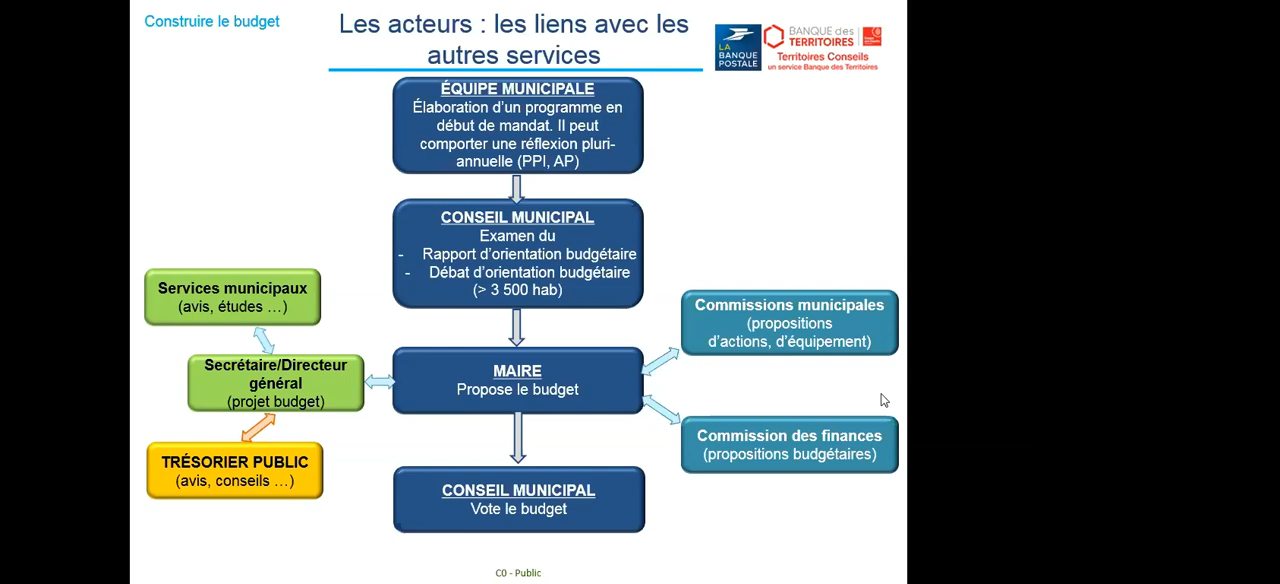 Construire le budget
Les acteurs : les liens avec les
autres services
LA
BANQUE
POSTALE
BANQUE des
TERRITOIRES
Territoires Conseils
un service Banque des Territoires
ÉQUIPE MUNICIPALE
Élaboration d'un programme en
début de mandat. Il peut
comporter une réflexion pluri-
annuelle (PPI, AP)
CONSEIL MUNICIPAL
Examen du
- Rapport d'orientation budgétaire
- Débat d'orientation budgétaire
(> 3 500 hab)
Services municipaux
(avis, études …)
Secrétaire/Directeur
général
(projet budget)
TRÉSORIER PUBLIC
(avis, conseils …)
MAIRE
Propose le budget
Commissions municipales
(propositions
d'actions, d'équipement)
Commission des finances
(propositions budgétaires)
CONSEIL MUNICIPAL
Vote le budget
C0 - Public